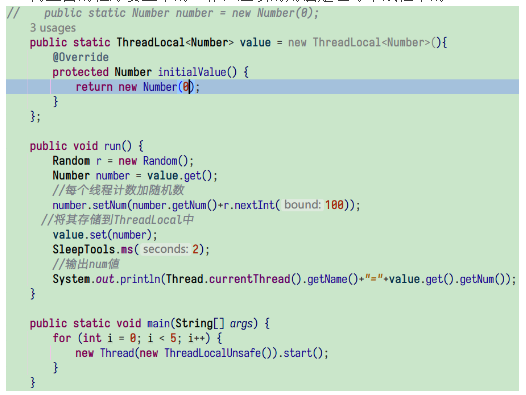 //    public static Number number = new Number(0);
3 usages
public static ThreadLocal<Number> value = new ThreadLocal<Number>(){
@Override
protected Number initialValue() {
return new Number(0);
}
};
public void run() {
Random r = new Random();
Number number = value.get();
//每个线程计数加随机数
number.setNum(number.getNum()+r.nextInt( bound: 100));
//将其存储到ThreadLocal中
value.set(number);
SleepTools.ms( seconds: 2);
//输出num值
System.out.println(Thread.currentThread().getName()+"="+value.get().getNum());
}
public static void main(String[] args) {
for (int i = 0; i < 5; i++) {
new Thread(new ThreadLocalUnsafe()).start();
}
}